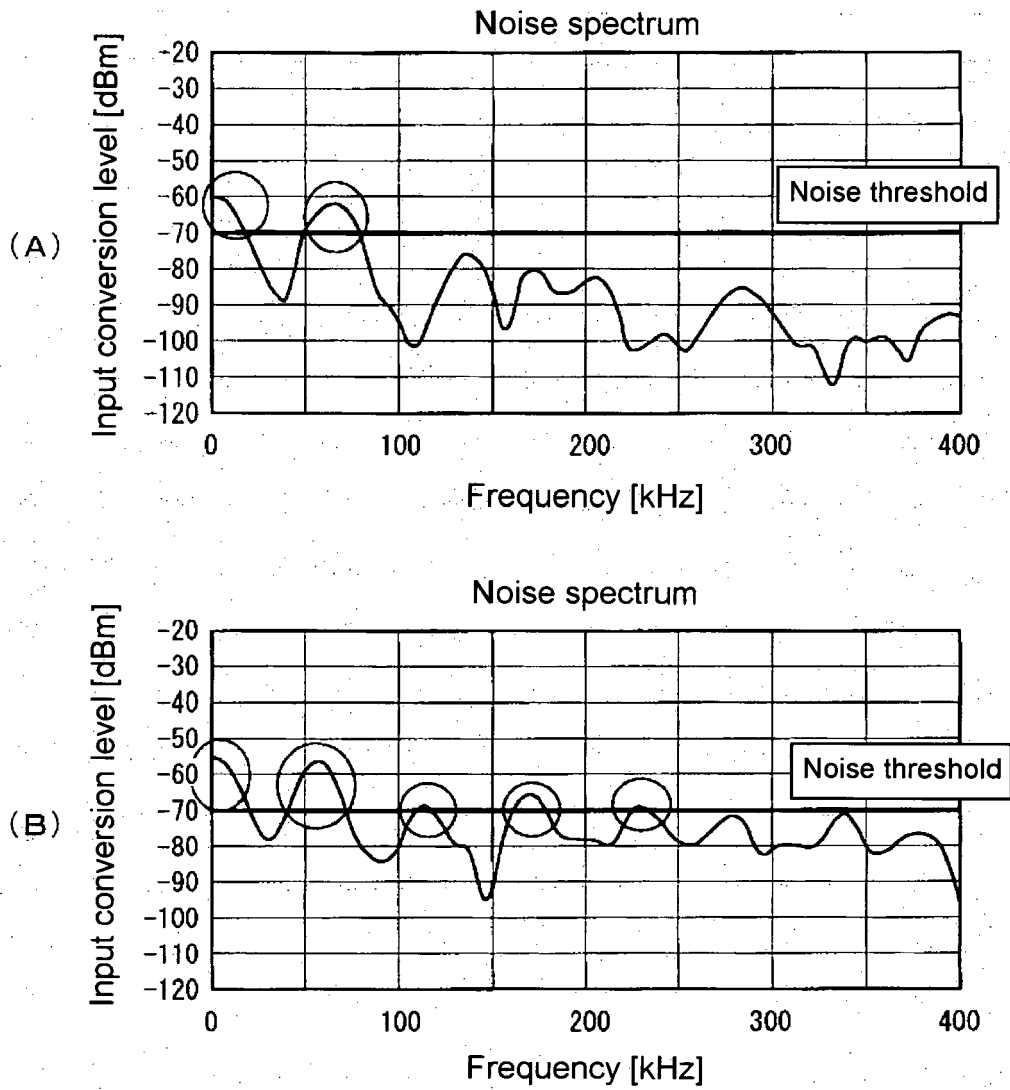 Noise spectrum
Input conversion level [dBm]
-20
-30
-40
-50
-60
-70
-80
-90
-100
-110
-120
Noise threshold
(A)
0 100 200 300 400
Frequency [kHz]
Noise spectrum
Input conversion level [dBm]
-20
-30
-40
-50
-60
-70
-80
-90
-100
-110
-120
Noise threshold
(B)
0 100 200 300 400
Frequency [kHz]